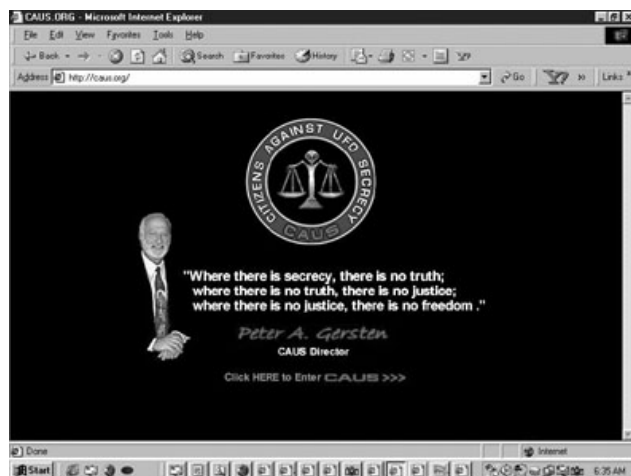 CAUS.ORG - Microsoft Internet Explorer
File Edit View Favorites Tools Help
Back Search Favorites History
Address http://caus.org/ Go Links
CITIZENS AGAINST UFO SECRECY
CAUS
"Where there is secrecy, there is no truth;
where there is no truth, there is no justice;
where there is no justice, there is no freedom ."
Peter A. Gersten
CAUS Director
Click HERE to Enter CAUS >>>
Done Internet
Start 6:35 AM